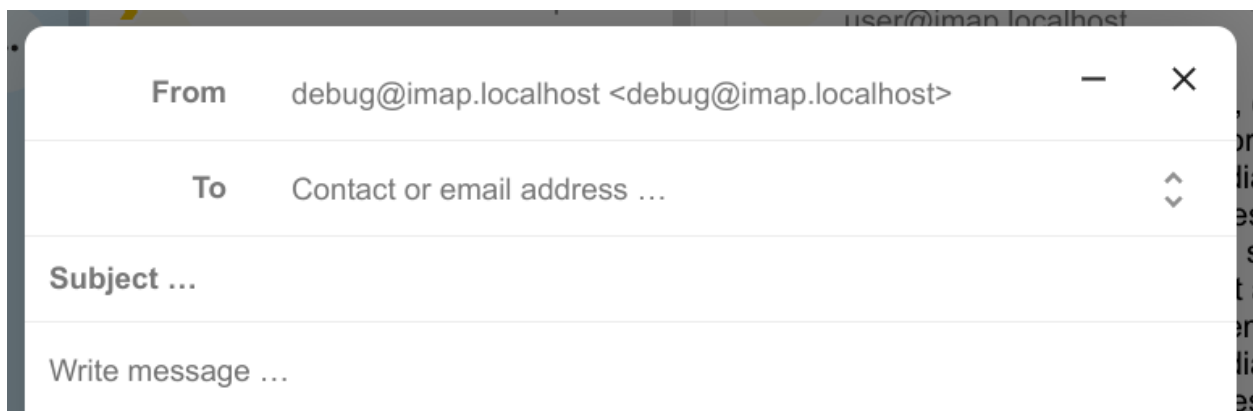 user@imap.localhost
From debug@imap.localhost <debug@imap.localhost>
To Contact or email address …
Subject …
Write message …